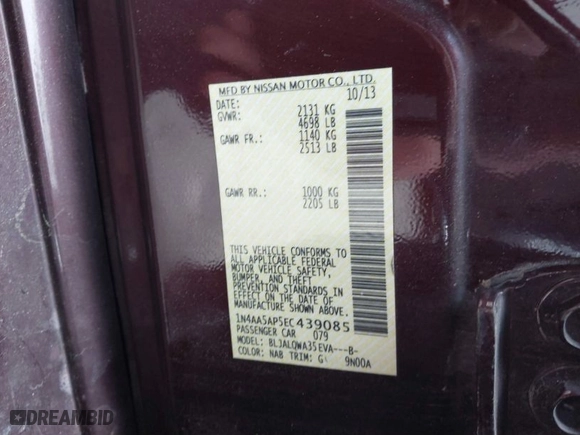 MFD BY NISSAN MOTOR CO., LTD.
DATE: 10/13
GVWR: 2131 KG
4698 LB
GAWR FR.: 1140 KG
2513 LB
GAWR RR.: 1000 KG
2205 LB
THIS VEHICLE CONFORMS TO
ALL APPLICABLE FEDERAL
MOTOR VEHICLE SAFETY,
BUMPER, AND THEFT
PREVENTION STANDARDS IN
EFFECT ON THE DATE OF
MANUFACTURE SHOWN ABOVE.
1N4AA5AP5EC439085
PASSENGER CAR 079
MODEL: BLJALQWA35EVA---B-
COLOR: NAB TRIM: G 9N00A
DREAMBID